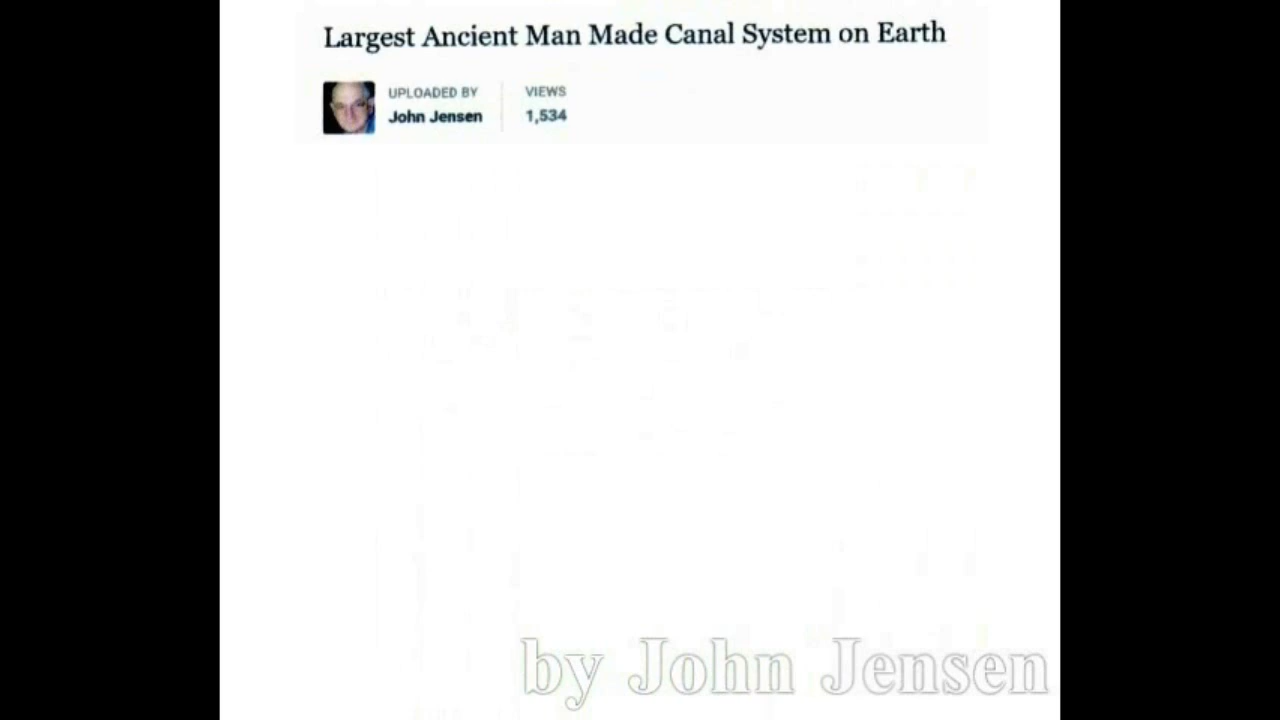 Largest Ancient Man Made Canal System on Earth
UPLOADED BY
VIEWS
John Jensen
1,534
by John Jensen